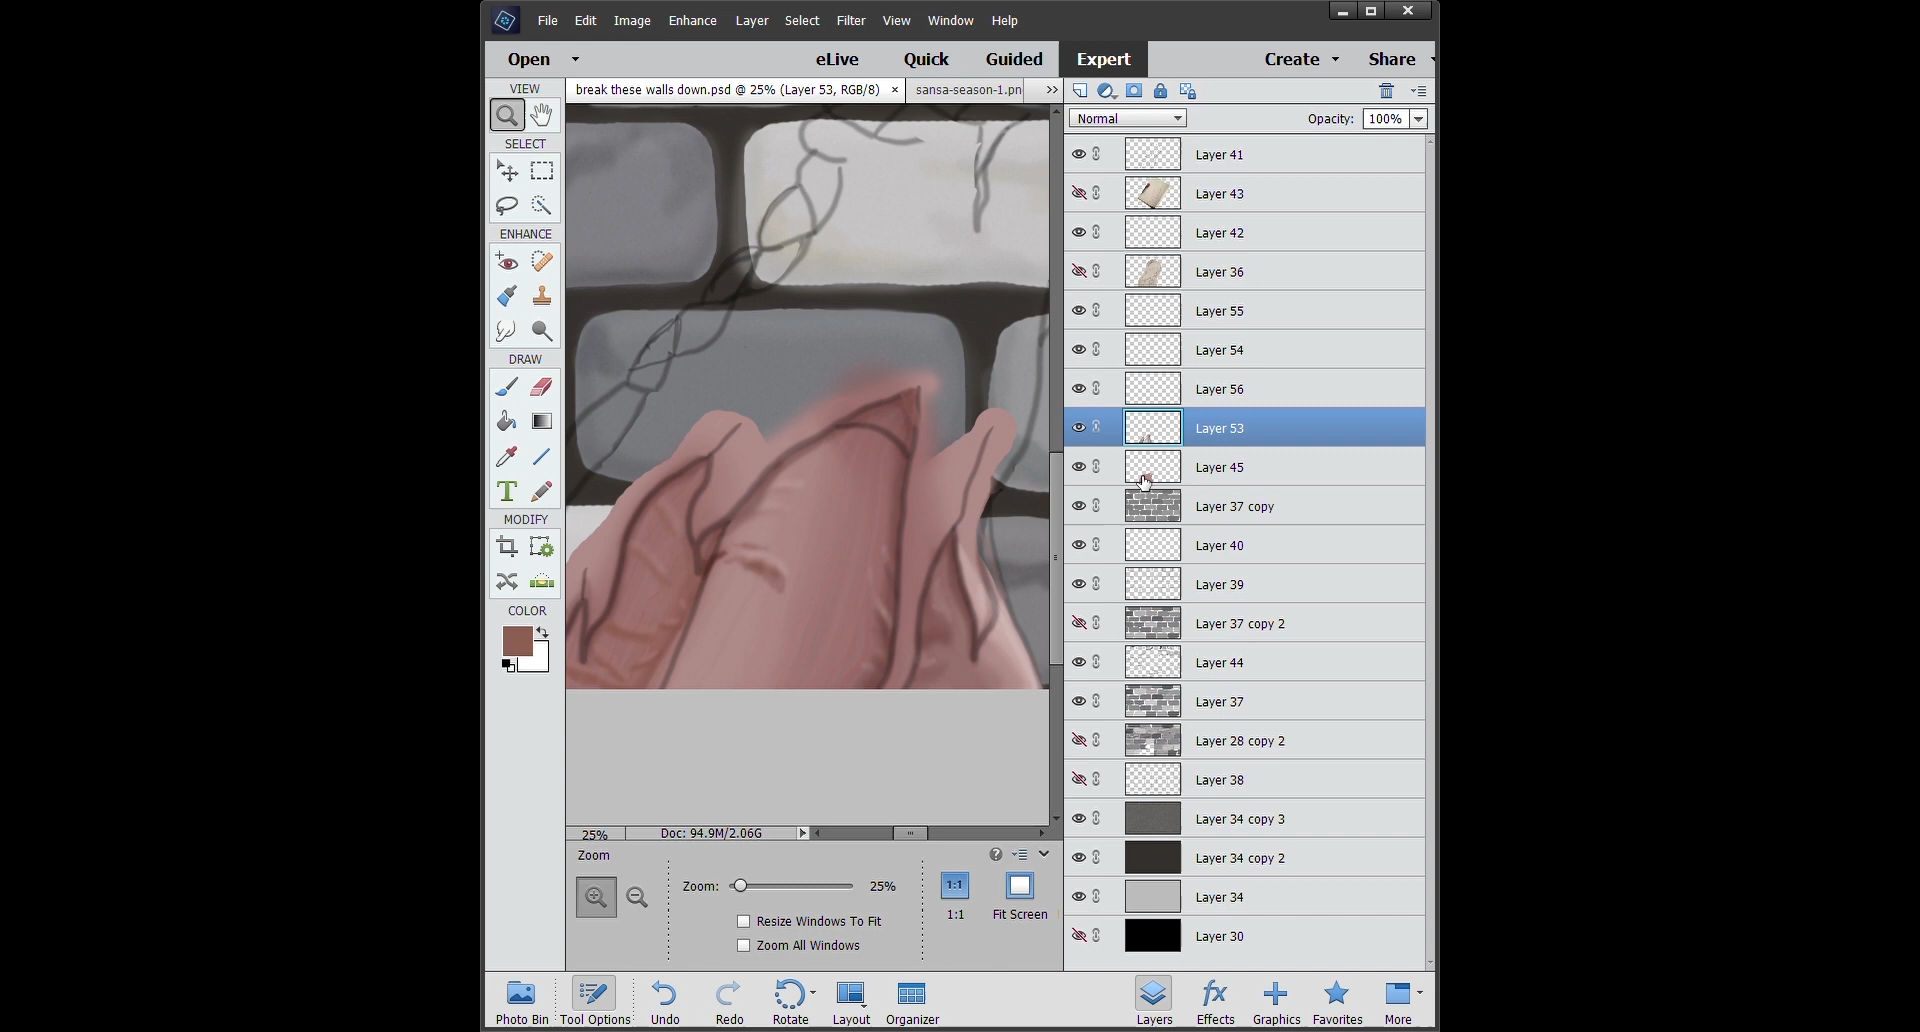 File Edit Image Enhance Layer Select Filter View Window Help
Open eLive Quick Guided Expert Create Share
VIEW
break these walls down.psd @ 25% (Layer 53, RGB/8) × sansa-season-1.pn »
Normal Opacity: 100%
SELECT
ENHANCE
DRAW
T
MODIFY
COLOR
Layer 41
Layer 43
Layer 42
Layer 36
Layer 55
Layer 54
Layer 56
Layer 53
Layer 45
Layer 37 copy
Layer 40
Layer 39
Layer 37 copy 2
Layer 44
Layer 37
Layer 28 copy 2
Layer 38
Layer 34 copy 3
Layer 34 copy 2
Layer 34
Layer 30
25% Doc: 94.9M/2.06G
Zoom
Zoom: 25% 1:1
1:1 Fit Screen
Resize Windows To Fit
Zoom All Windows
fx
Photo Bin Tool Options Undo Redo Rotate Layout Organizer Layers Effects Graphics Favorites More